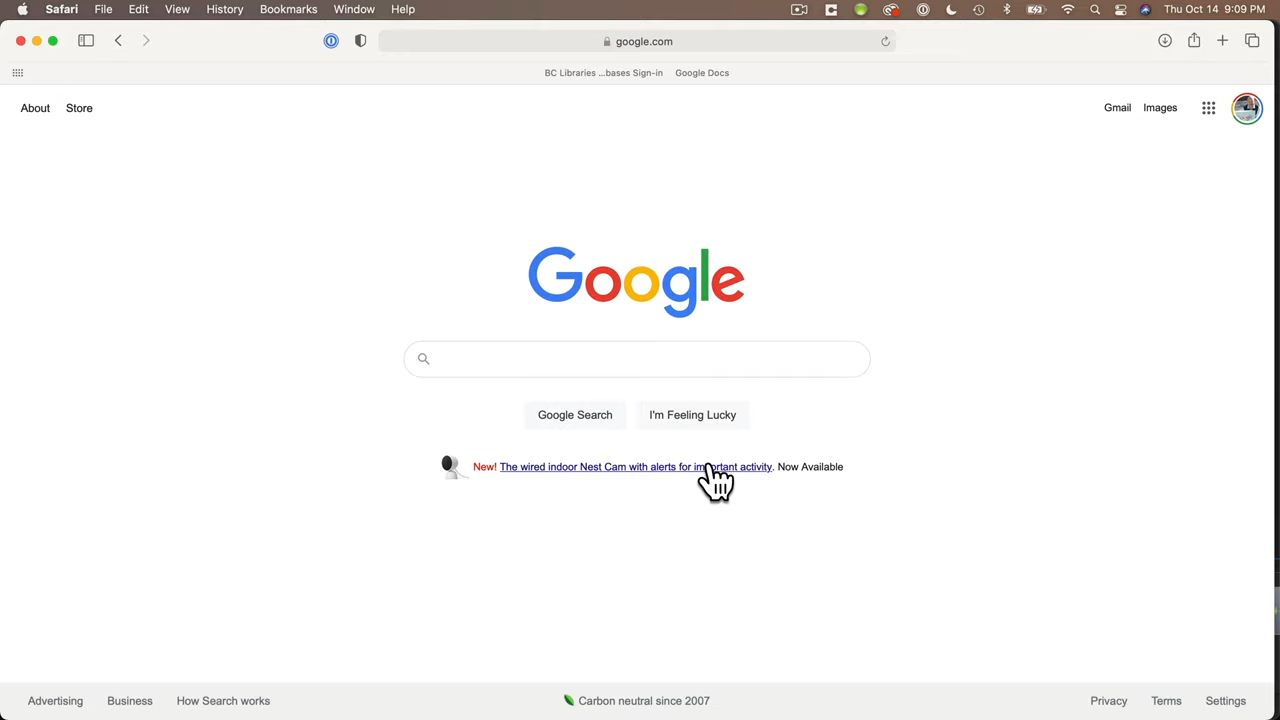 Safari File Edit View History Bookmarks Window Help Thu Oct 14 9:09 PM
google.com
BC Libraries ...bases Sign-in Google Docs
About Store Gmail Images
Google
Google Search I'm Feeling Lucky
New! The wired indoor Nest Cam with alerts for important activity. Now Available
Advertising Business How Search works Carbon neutral since 2007 Privacy Terms Settings